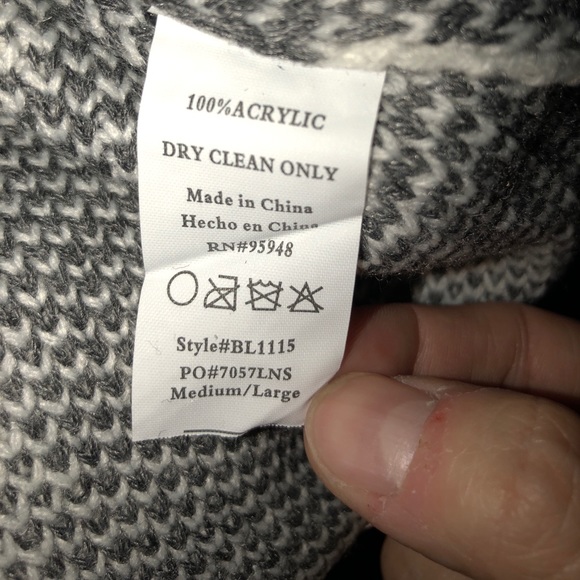 100%ACRYLIC
DRY CLEAN ONLY
Made in China
Hecho en China
RN#95948
Style#BL1115
PO#7057LNS
Medium/Large